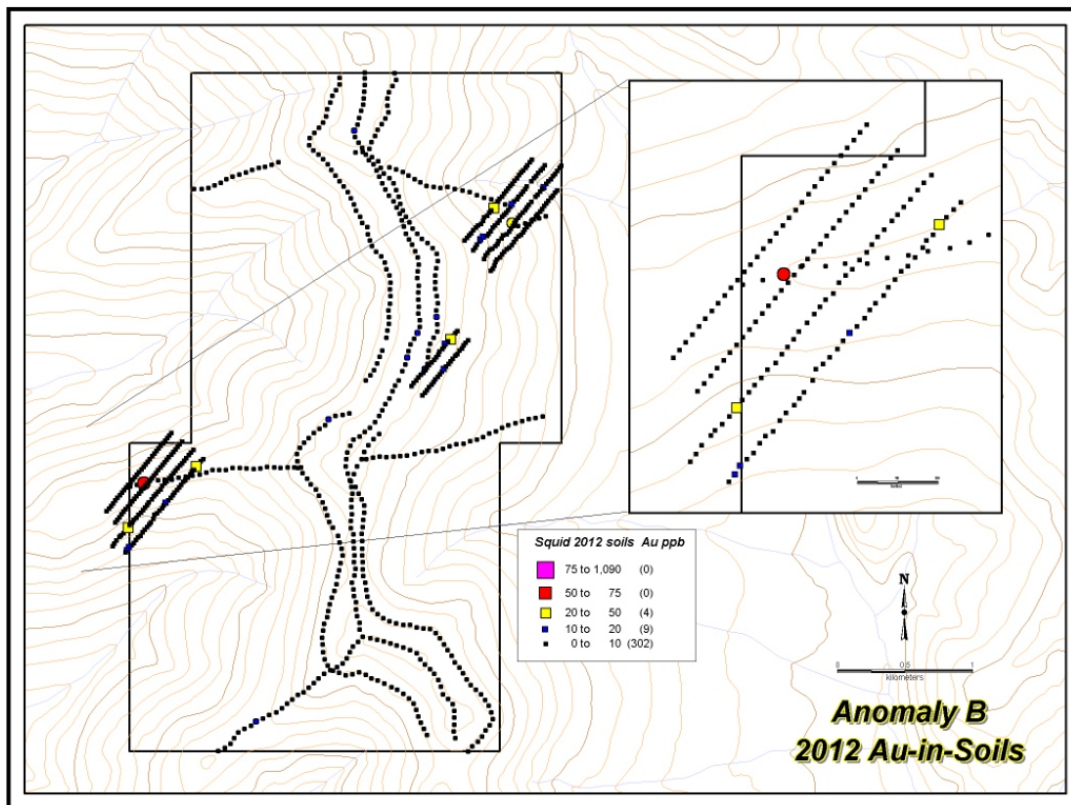 Squid 2012 soils Au ppb
75 to 1,090 (0)
50 to 75 (0)
20 to 50 (4)
10 to 20 (9)
0 to 10 (302)
N
0 0.5 1
kilometers
Anomaly B
2012 Au-in-Soils